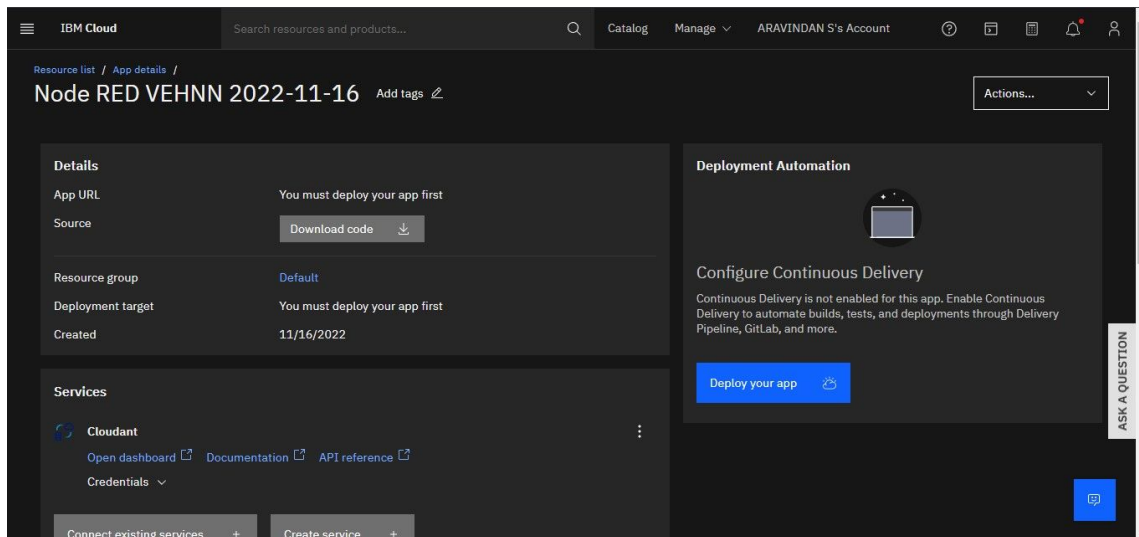 IBM Cloud Search resources and products... Catalog Manage ARAVINDAN S's Account
Resource list / App details /
Node RED VEHNN 2022-11-16 Add tags
Actions...
Details
App URL You must deploy your app first
Source Download code
Resource group Default
Deployment target You must deploy your app first
Created 11/16/2022
Services
Cloudant
Open dashboard Documentation API reference
Credentials
Connect existing services + Create service +
Deployment Automation
Configure Continuous Delivery
Continuous Delivery is not enabled for this app. Enable Continuous
Delivery to automate builds, tests, and deployments through Delivery
Pipeline, GitLab, and more.
Deploy your app
ASK A QUESTION